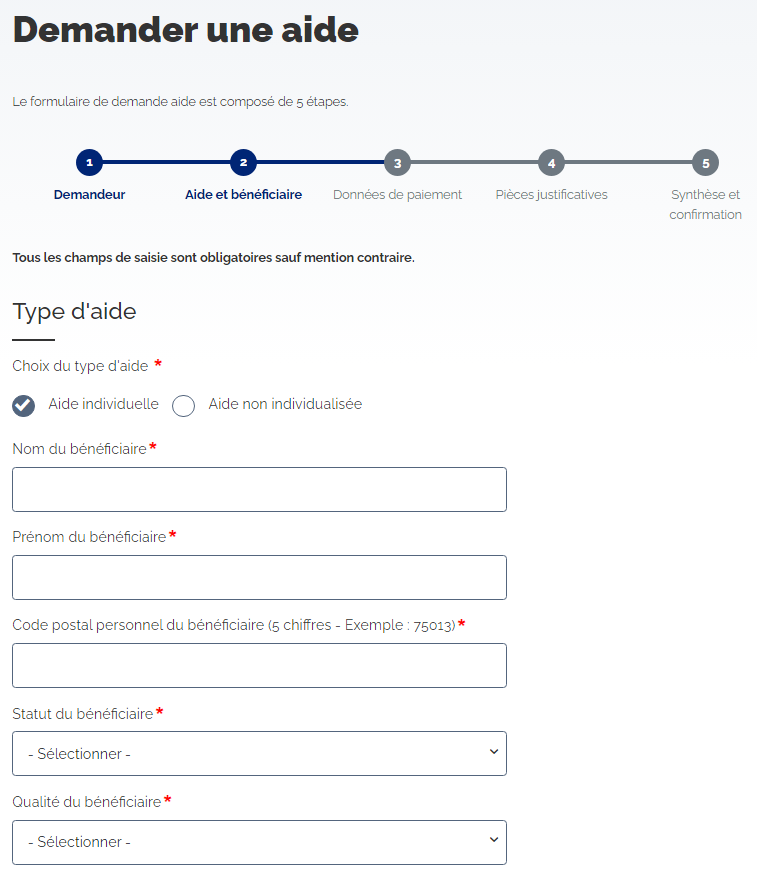 Demander une aide
Le formulaire de demande aide est composé de 5 étapes.
1 2 3 4 5
Demandeur Aide et bénéficiaire Données de paiement Pièces justificatives Synthèse et
confirmation
Tous les champs de saisie sont obligatoires sauf mention contraire.
Type d'aide
Choix du type d'aide *
Aide individuelle Aide non individualisée
Nom du bénéficiaire *
Prénom du bénéficiaire *
Code postal personnel du bénéficiaire (5 chiffres - Exemple : 75013) *
Statut du bénéficiaire *
- Sélectionner -
Qualité du bénéficiaire *
- Sélectionner -